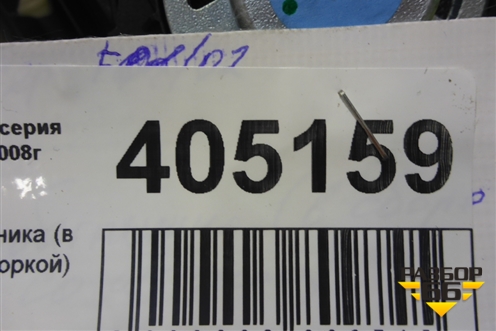 серия
008г
405159
ника (в
оркой)
РАЗБОР
66